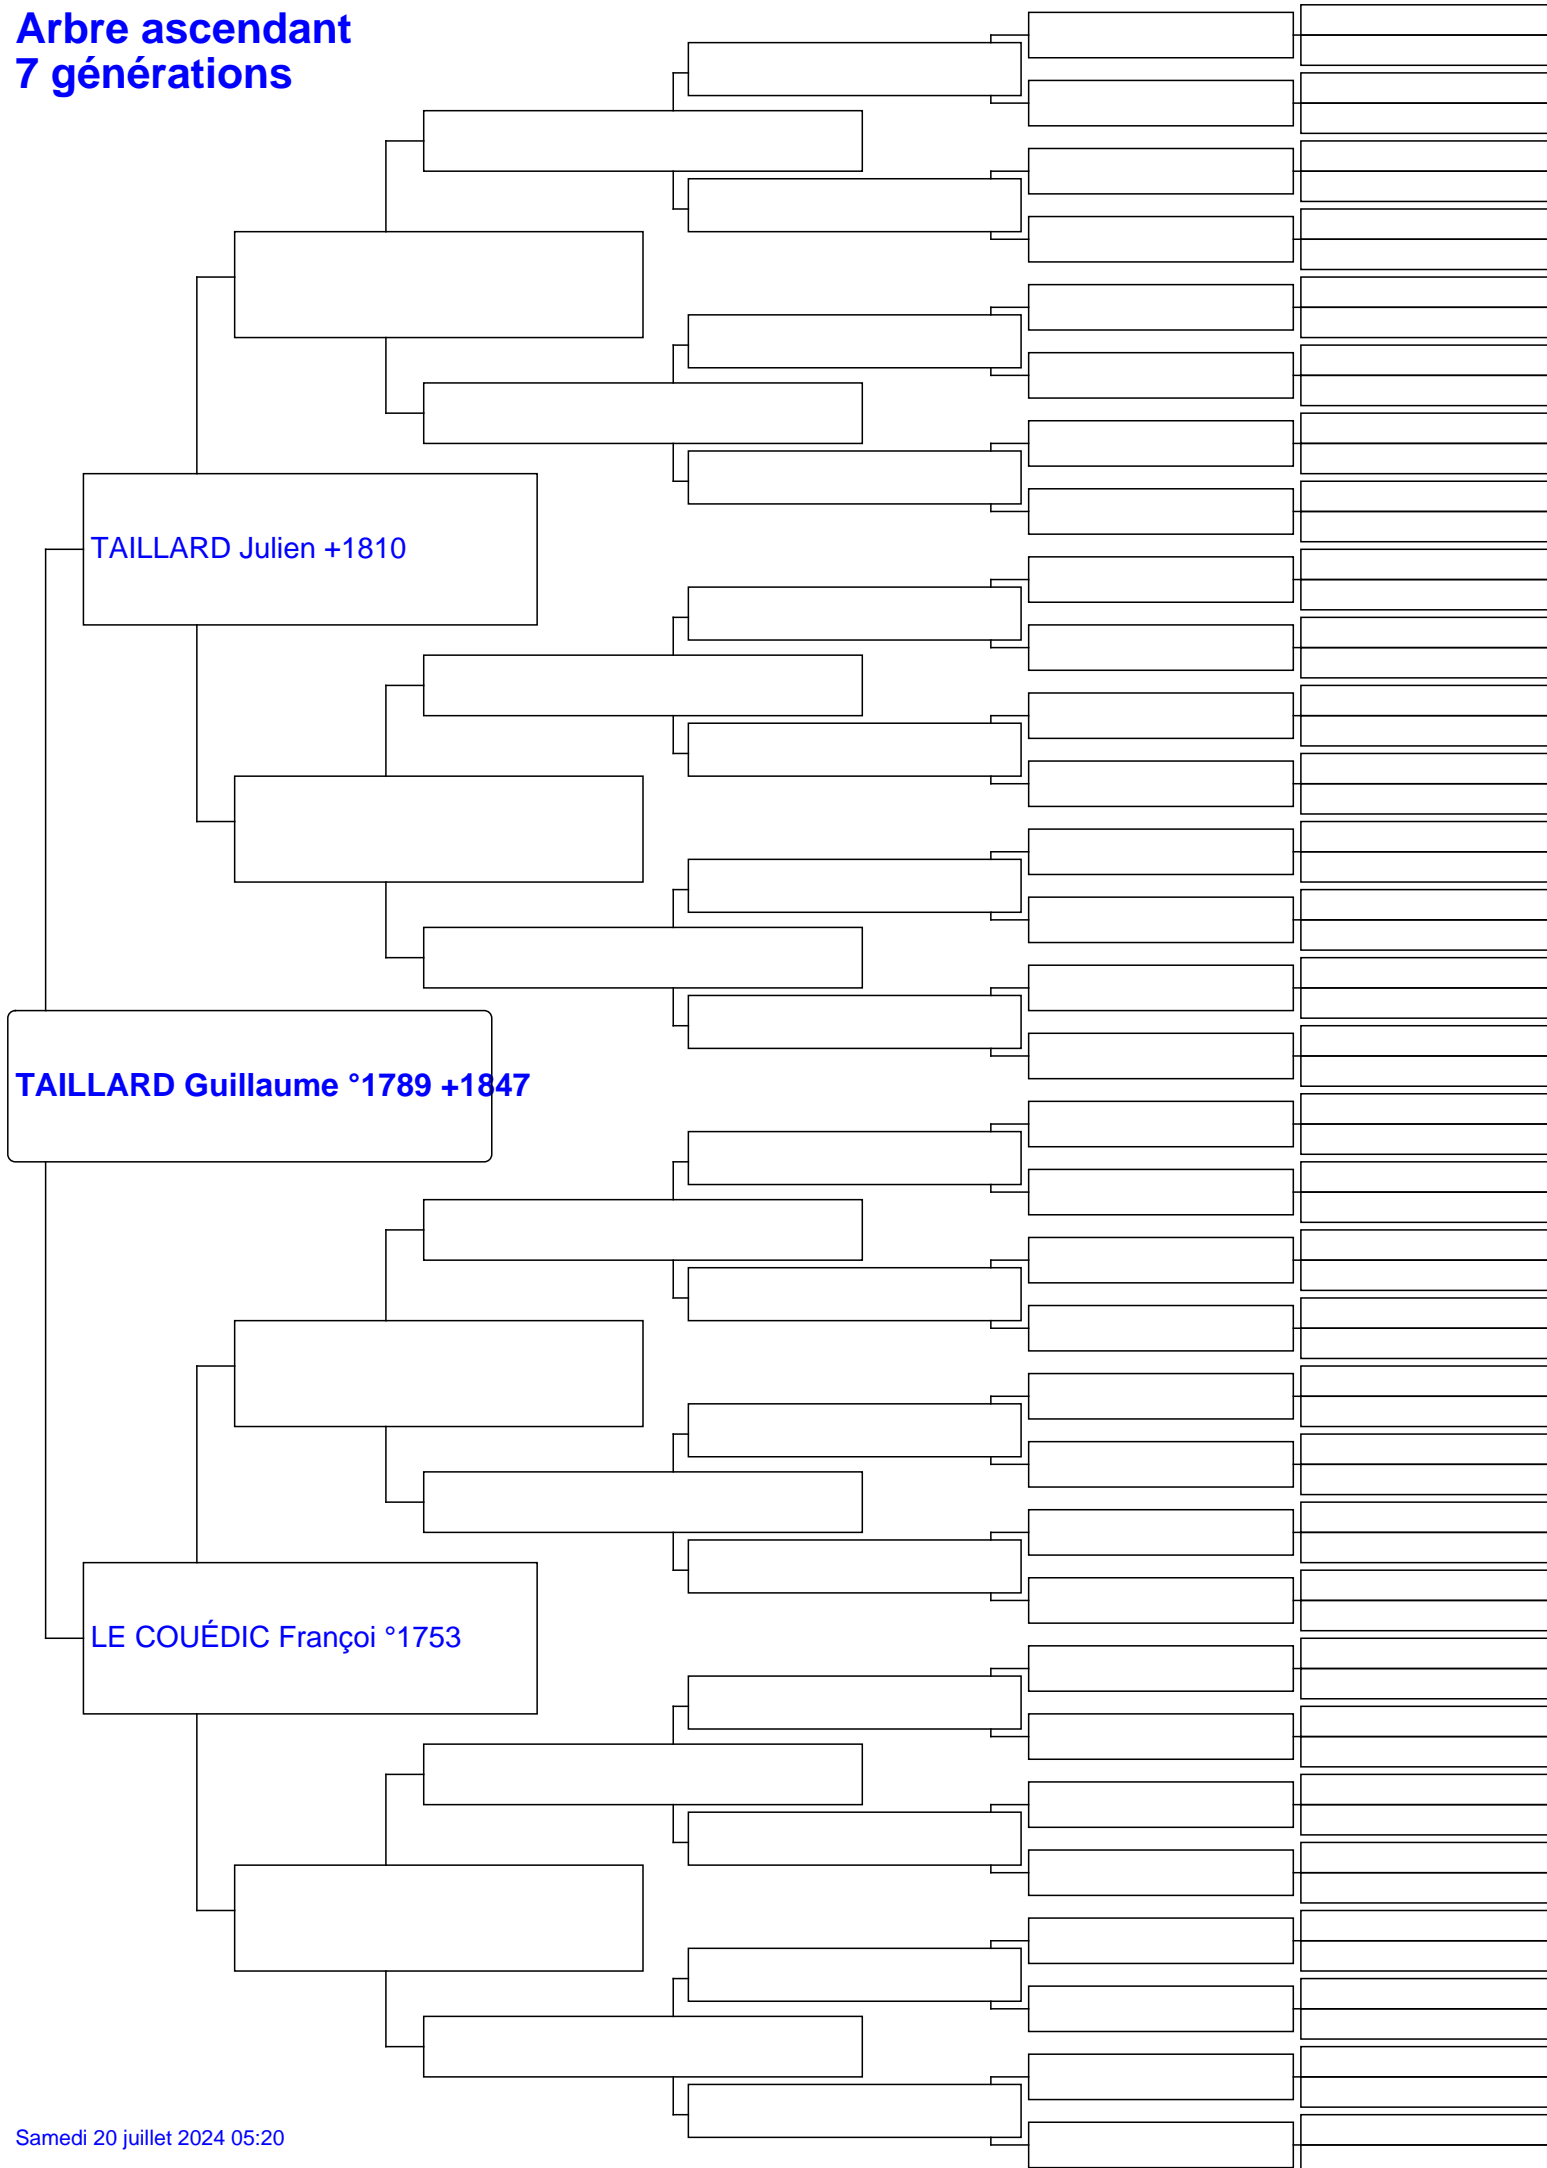 Arbre ascendant
7 générations
TAILLARD Julien +1810
TAILLARD Guillaume °1789 +1847
LE COUÉDIC Françoi °1753
Samedi 20 juillet 2024 05:20